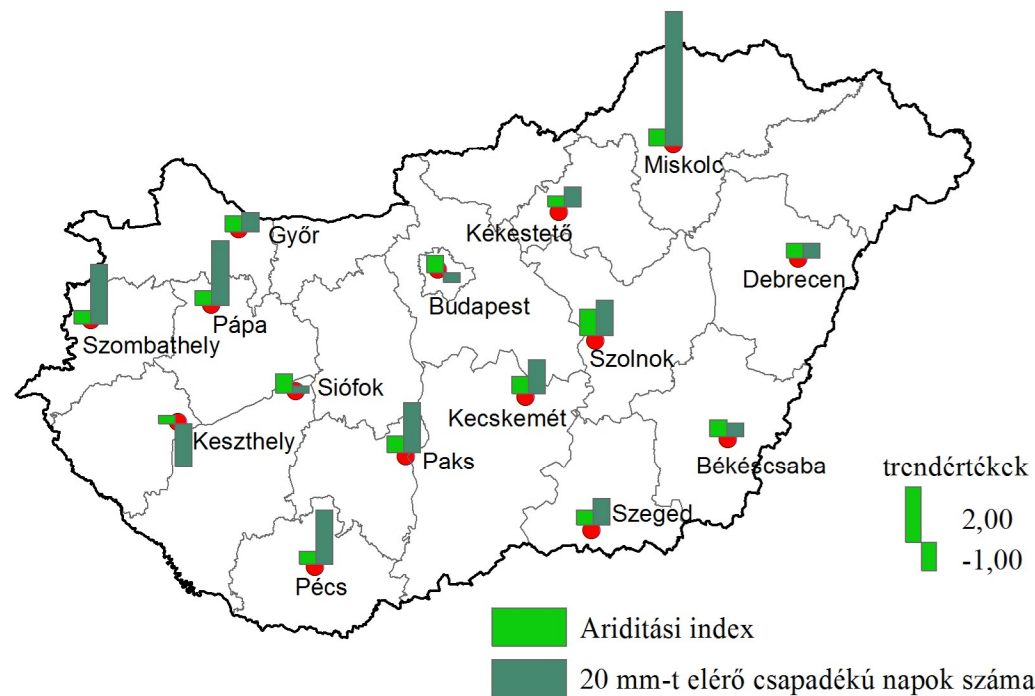 Miskolc
Győr
Kékestető
Debrecen
Budapest
Pápa
Szombathely
Szolnok
Siófok
Kecskemét
Keszthely
Paks
Békéscsaba
trendértékek
Szeged
2,00
-1,00
Pécs
Ariditási index
20 mm-t elérő csapadékú napok száma